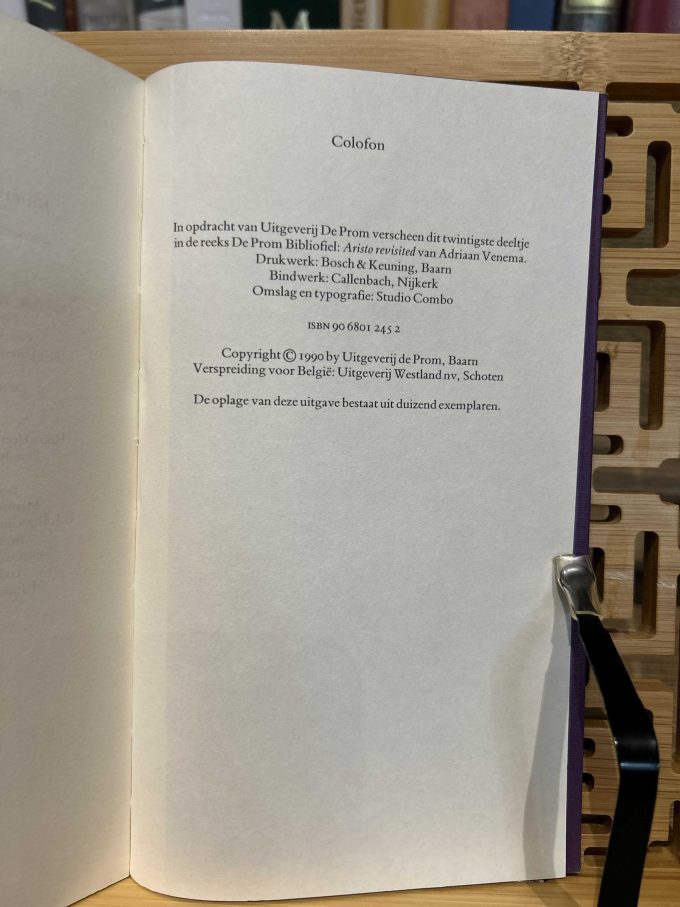 Colofon
In opdracht van Uitgeverij De Prom verscheen dit twintigste deeltje
in de reeks De Prom Bibliofiel: Aristo revisited van Adriaan Venema.
Drukwerk: Bosch & Keuning, Baarn
Bindwerk: Callenbach, Nijkerk
Omslag en typografie: Studio Combo
ISBN 90 6801 245 2
Copyright © 1990 by Uitgeverij de Prom, Baarn
Verspreiding voor België: Uitgeverij Westland nv, Schoten
De oplage van deze uitgave bestaat uit duizend exemplaren.